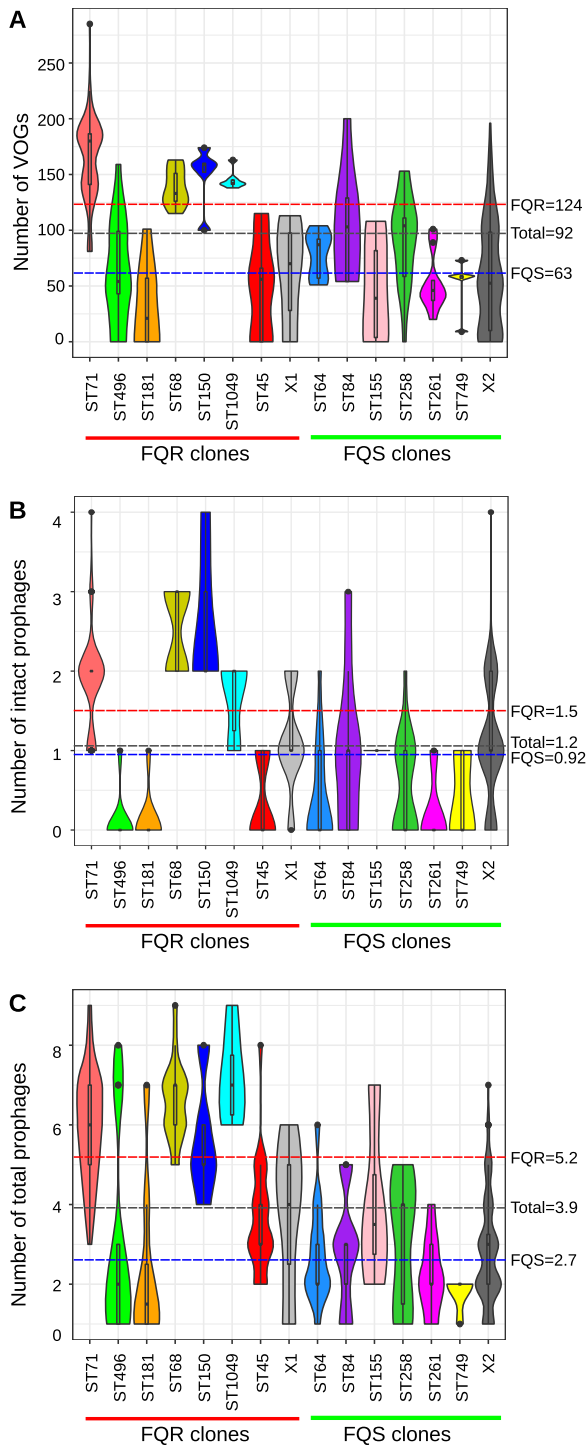 A
Number of VOGs
250
200
150
100
50
0
FQR=124
Total=92
FQS=63
ST71 ST496 ST181 ST68 ST150 ST1049 ST45 X1 ST64 ST84 ST155 ST258 ST261 ST749 X2
FQR clones FQS clones
B
Number of intact prophages
4
3
2
1
0
FQR=1.5
Total=1.2
FQS=0.92
ST71 ST496 ST181 ST68 ST150 ST1049 ST45 X1 ST64 ST84 ST155 ST258 ST261 ST749 X2
FQR clones FQS clones
C
Number of total prophages
8
6
4
2
0
FQR=5.2
Total=3.9
FQS=2.7
ST71 ST496 ST181 ST68 ST150 ST1049 ST45 X1 ST64 ST84 ST155 ST258 ST261 ST749 X2
FQR clones FQS clones